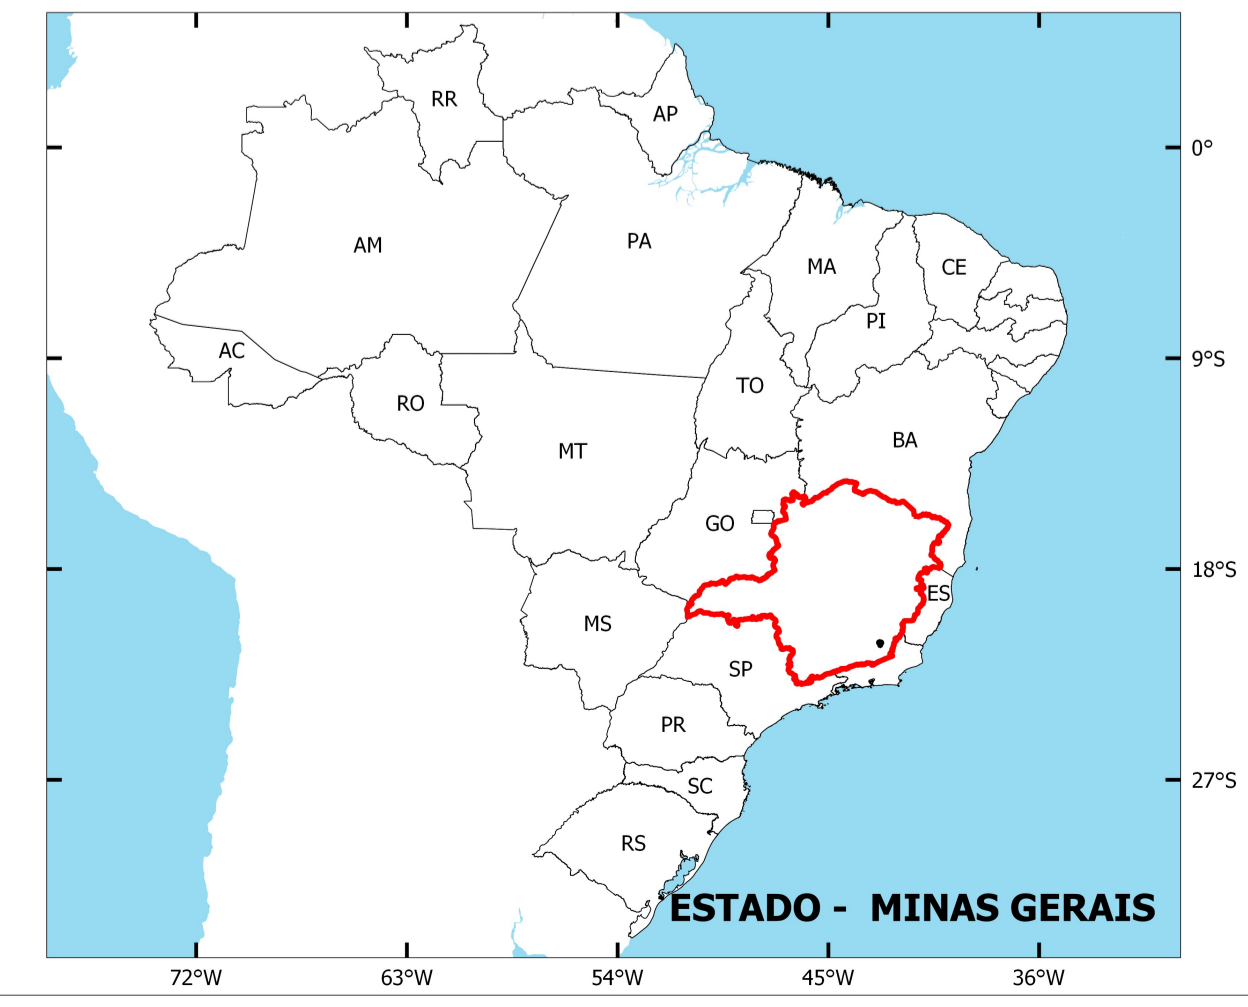 RR
AP
0°
AM
PA
MA
CE
PI
AC
9°S
TO
RO
BA
MT
GO
18°S
ES
MS
SP
PR
27°S
SC
RS
ESTADO -  MINAS GERAIS
72°W 63°W 54°W 45°W 36°W